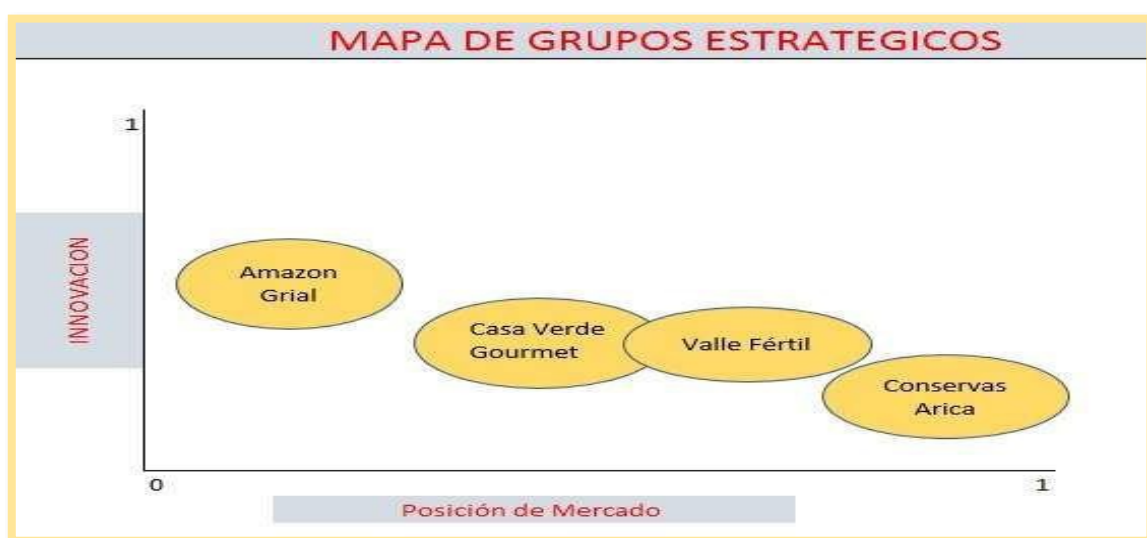 MAPA DE GRUPOS ESTRATEGICOS
1
INNOVACION
Amazon
Grial
Casa Verde
Gourmet
Valle Fértil
Conservas
Arica
0
1
Posición de Mercado